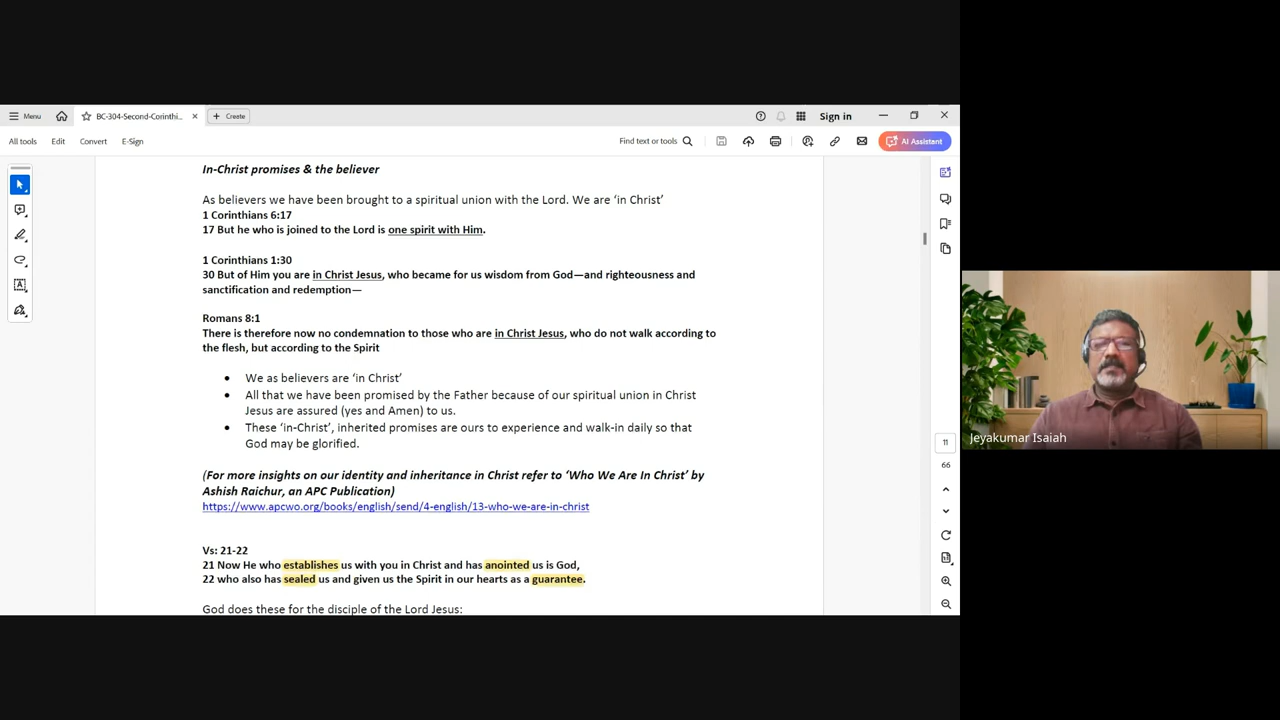 Menu
BC-304-Second-Corinthi...
Create
Sign in
All tools
Edit
Convert
E-Sign
Find text or tools
AI Assistant
In-Christ promises & the believer
As believers we have been brought to a spiritual union with the Lord. We are ‘in Christ’
1 Corinthians 6:17
17 But he who is joined to the Lord is one spirit with Him.
1 Corinthians 1:30
30 But of Him you are in Christ Jesus, who became for us wisdom from God—and righteousness and
sanctification and redemption—
Romans 8:1
There is therefore now no condemnation to those who are in Christ Jesus, who do not walk according to
the flesh, but according to the Spirit
• We as believers are ‘in Christ’
• All that we have been promised by the Father because of our spiritual union in Christ
Jesus are assured (yes and Amen) to us.
• These ‘in-Christ’, inherited promises are ours to experience and walk-in daily so that
God may be glorified.
(For more insights on our identity and inheritance in Christ refer to ‘Who We Are In Christ’ by
Ashish Raichur, an APC Publication)
https://www.apcwo.org/books/english/send/4-english/13-who-we-are-in-christ
Vs: 21-22
21 Now He who establishes us with you in Christ and has anointed us is God,
22 who also has sealed us and given us the Spirit in our hearts as a guarantee.
God does these for the disciple of the Lord Jesus:
11
66
Jeyakumar Isaiah